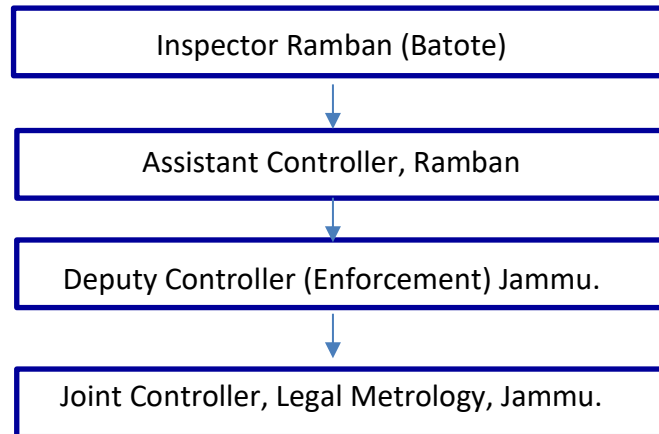 Inspector Ramban (Batote)
Assistant Controller, Ramban
Deputy Controller (Enforcement) Jammu.
Joint Controller, Legal Metrology, Jammu.